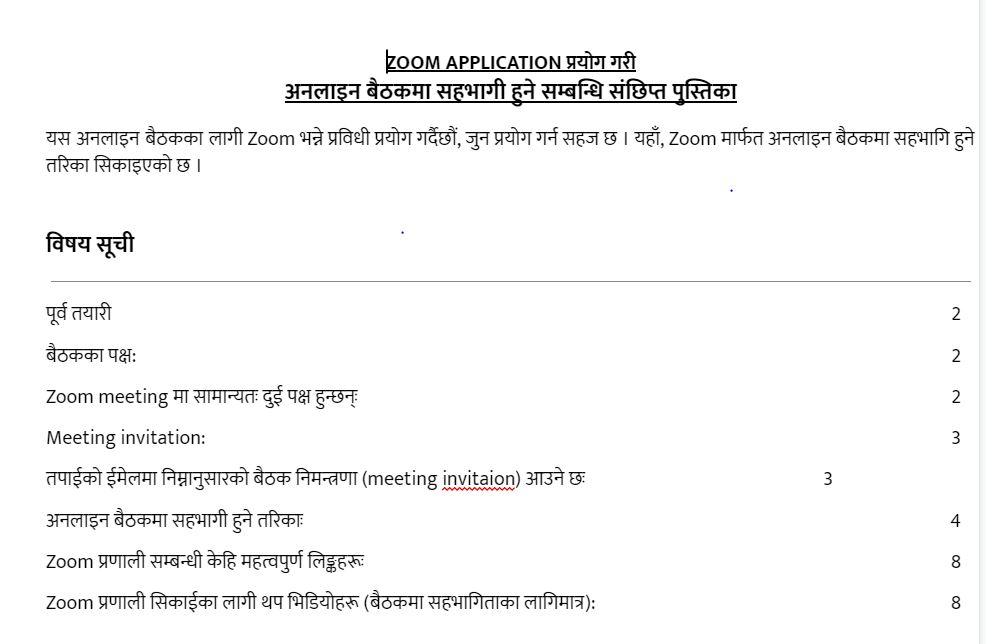 ZOOM APPLICATION प्रयोग गरी
अनलाइन बैठकमा सहभागी हुने सम्बन्धि संछिप्त पुस्तिका
यस अनलाइन बैठकका लागी Zoom भन्ने प्रविधी प्रयोग गर्दैछौं, जुन प्रयोग गर्न सहज छ । यहाँ, Zoom मार्फत अनलाइन बैठकमा सहभागि हुने
तरिका सिकाइएको छ ।
विषय सूची
पूर्व तयारी 2
बैठकका पक्ष: 2
Zoom meeting मा सामान्यतः दुई पक्ष हुन्छन्ः 2
Meeting invitation: 3
तपाईको ईमेलमा निम्नानुसारको बैठक निमन्त्रणा (meeting invitaion) आउने छः 3
अनलाइन बैठकमा सहभागी हुने तरिकाः 4
Zoom प्रणाली सम्बन्धी केहि महत्वपुर्ण लिङ्कहरूः 8
Zoom प्रणाली सिकाईका लागी थप भिडियोहरू (बैठकमा सहभागिताका लागिमात्र): 8